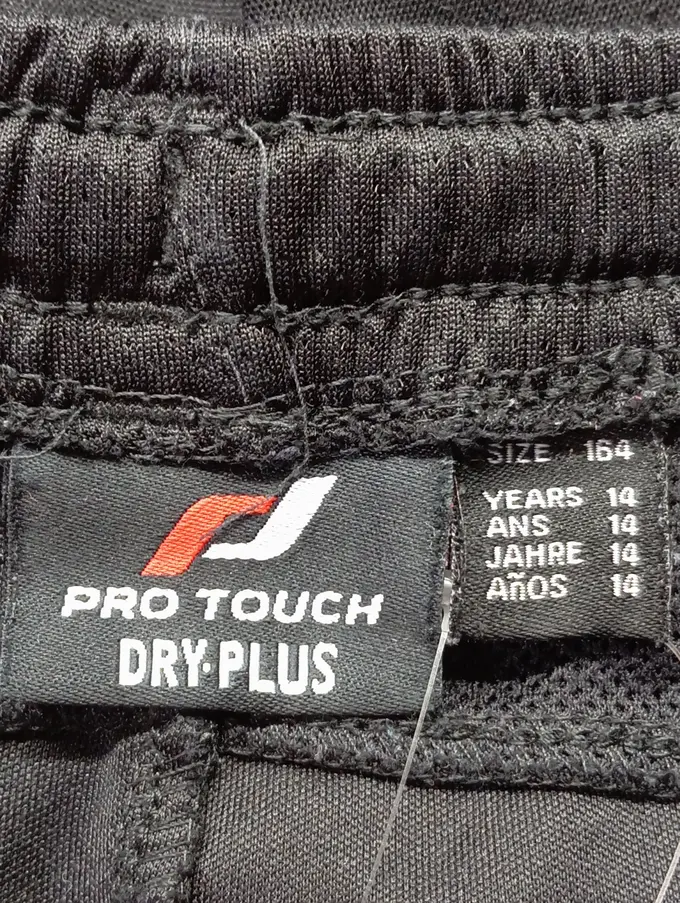 PRO TOUCH
DRY·PLUS
SIZE 164
YEARS 14
ANS 14
JAHRE 14
AñOS 14